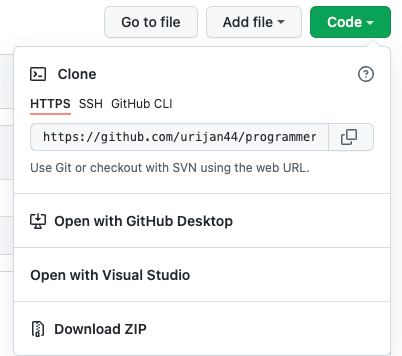 Go to file
Add file
Code
Clone
HTTPS SSH GitHub CLI
https://github.com/urijan44/programmer
Use Git or checkout with SVN using the web URL.
Open with GitHub Desktop
Open with Visual Studio
Download ZIP